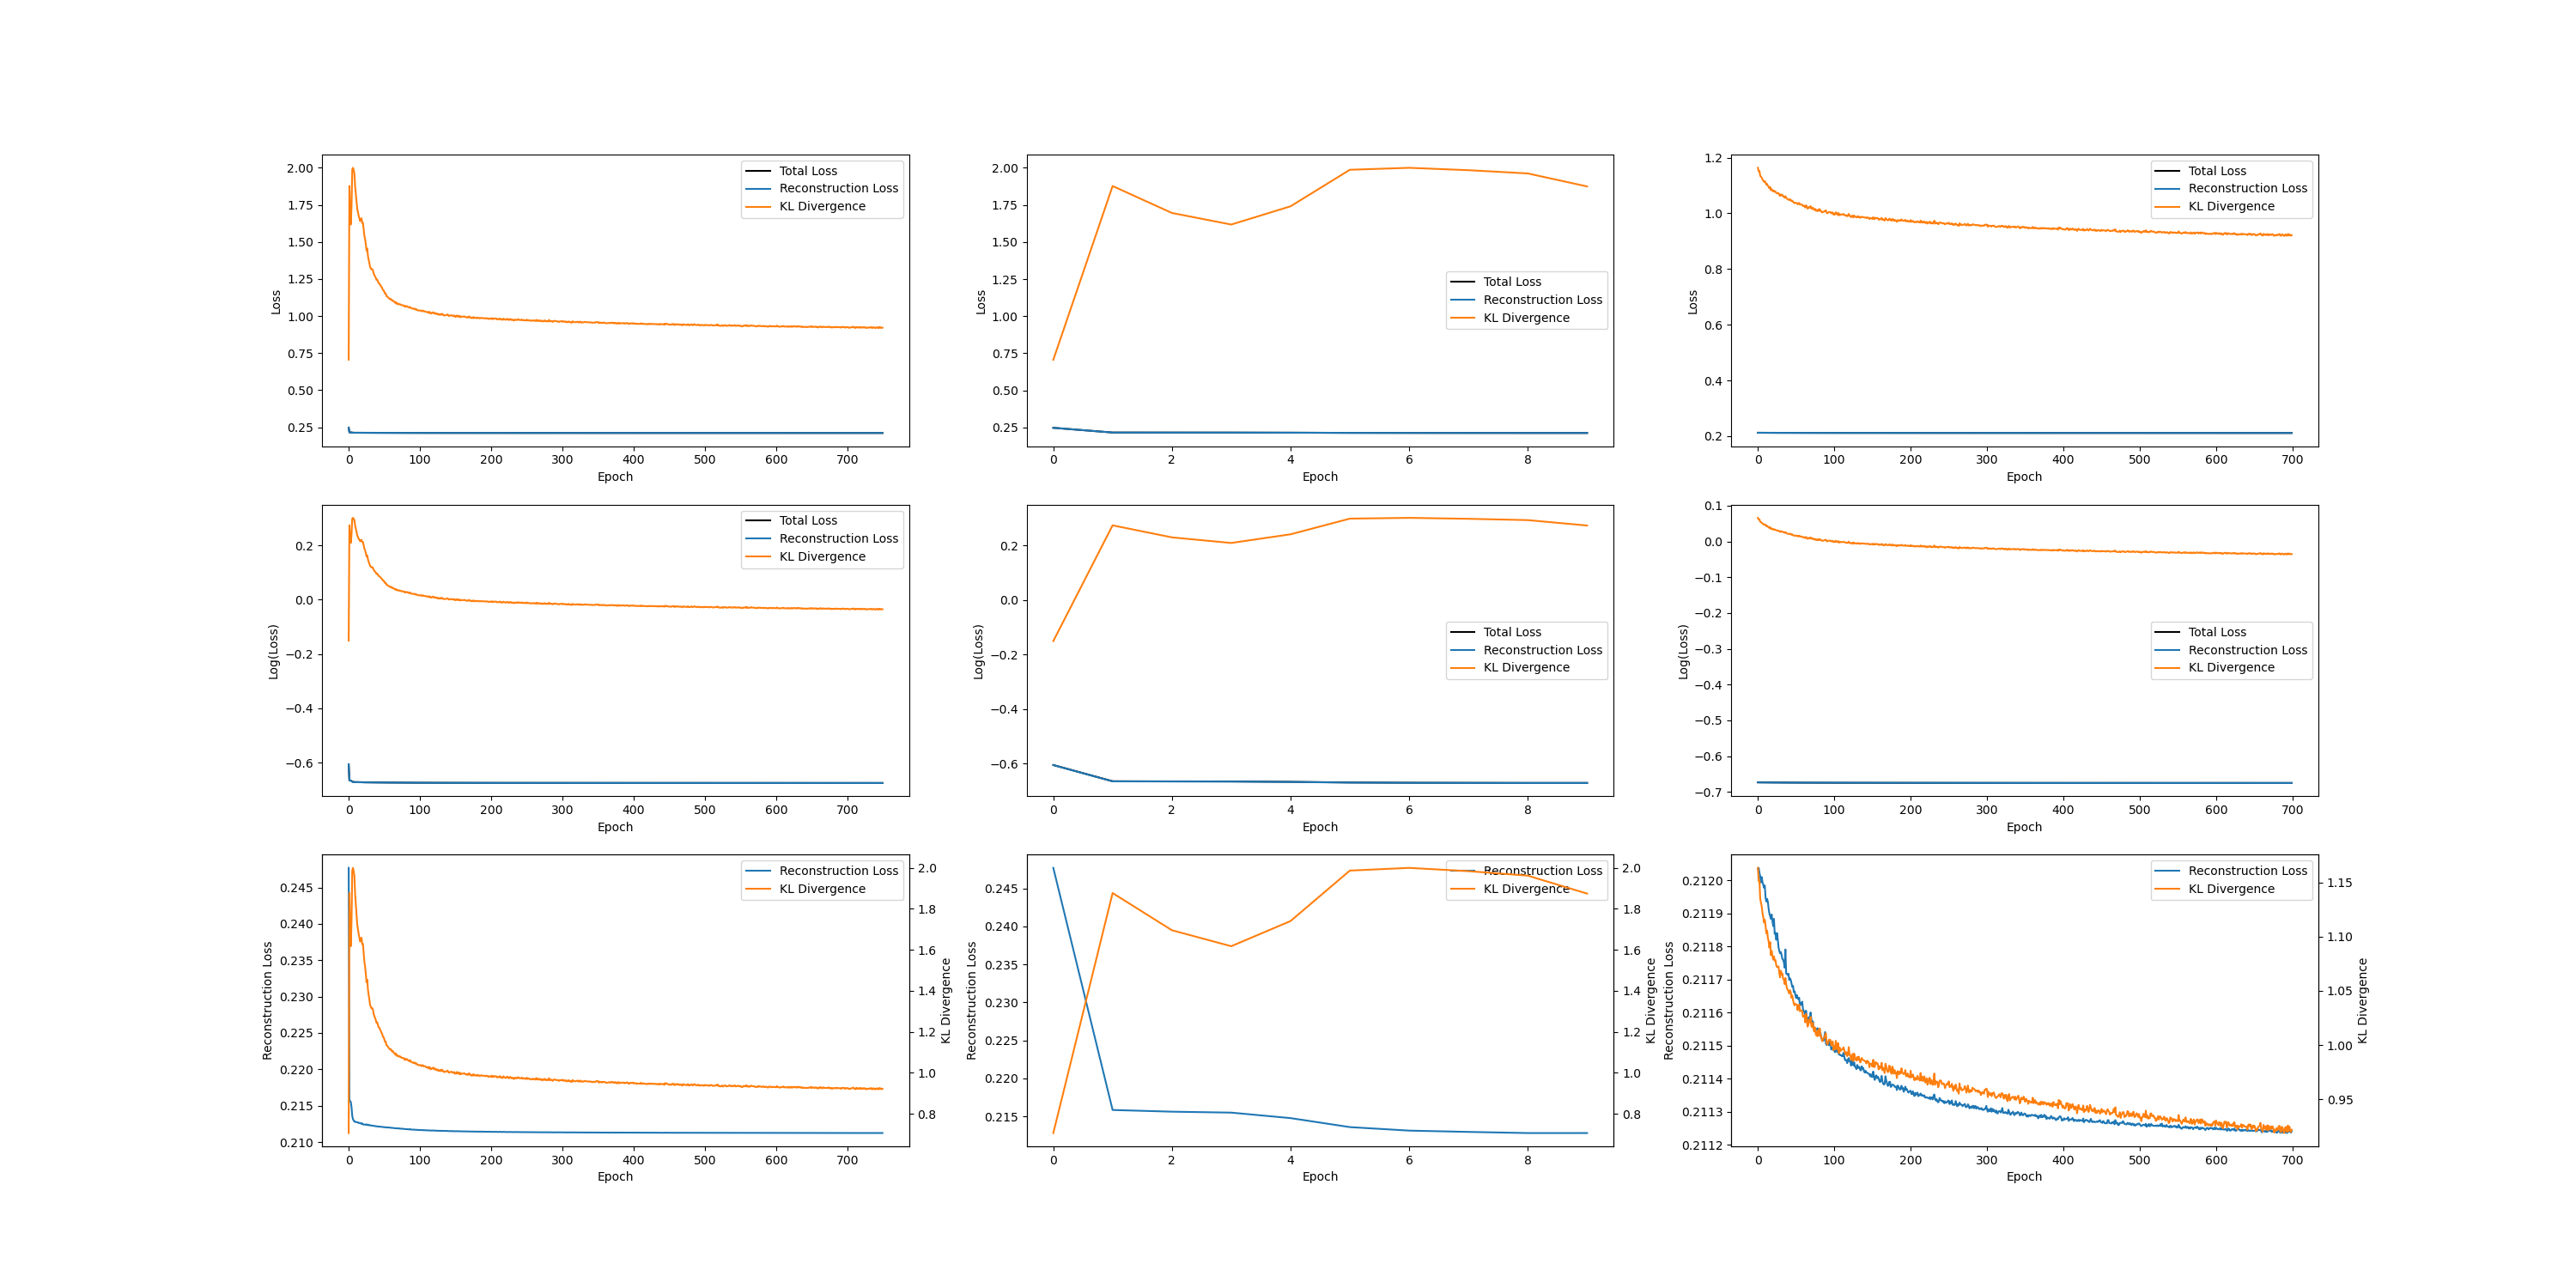 2.00
1.75
1.50
1.25
1.00
0.75
0.50
0.25
Loss
0 100 200 300 400 500 600 700
Epoch
Total Loss
Reconstruction Loss
KL Divergence
2.00
1.75
1.50
1.25
1.00
0.75
0.50
0.25
Loss
0 2 4 6 8
Epoch
Total Loss
Reconstruction Loss
KL Divergence
1.2
1.0
0.8
0.6
0.4
0.2
Loss
0 100 200 300 400 500 600 700
Epoch
Total Loss
Reconstruction Loss
KL Divergence
0.2
0.0
−0.2
−0.4
−0.6
Log(Loss)
0 100 200 300 400 500 600 700
Epoch
Total Loss
Reconstruction Loss
KL Divergence
0.2
0.0
−0.2
−0.4
−0.6
Log(Loss)
0 2 4 6 8
Epoch
Total Loss
Reconstruction Loss
KL Divergence
0.1
0.0
−0.1
−0.2
−0.3
−0.4
−0.5
−0.6
−0.7
Log(Loss)
0 100 200 300 400 500 600 700
Epoch
Total Loss
Reconstruction Loss
KL Divergence
0.245
0.240
0.235
0.230
0.225
0.220
0.215
0.210
Reconstruction Loss
0 100 200 300 400 500 600 700
Epoch
Reconstruction Loss
KL Divergence
2.0
1.8
1.6
1.4
1.2
1.0
0.8
KL Divergence
0.245
0.240
0.235
0.230
0.225
0.220
0.215
Reconstruction Loss
0 2 4 6 8
Epoch
Reconstruction Loss
KL Divergence
2.0
1.8
1.6
1.4
1.2
1.0
0.8
KL Divergence
0.2120
0.2119
0.2118
0.2117
0.2116
0.2115
0.2114
0.2113
0.2112
Reconstruction Loss
0 100 200 300 400 500 600 700
Epoch
Reconstruction Loss
KL Divergence
1.15
1.10
1.05
1.00
0.95
KL Divergence